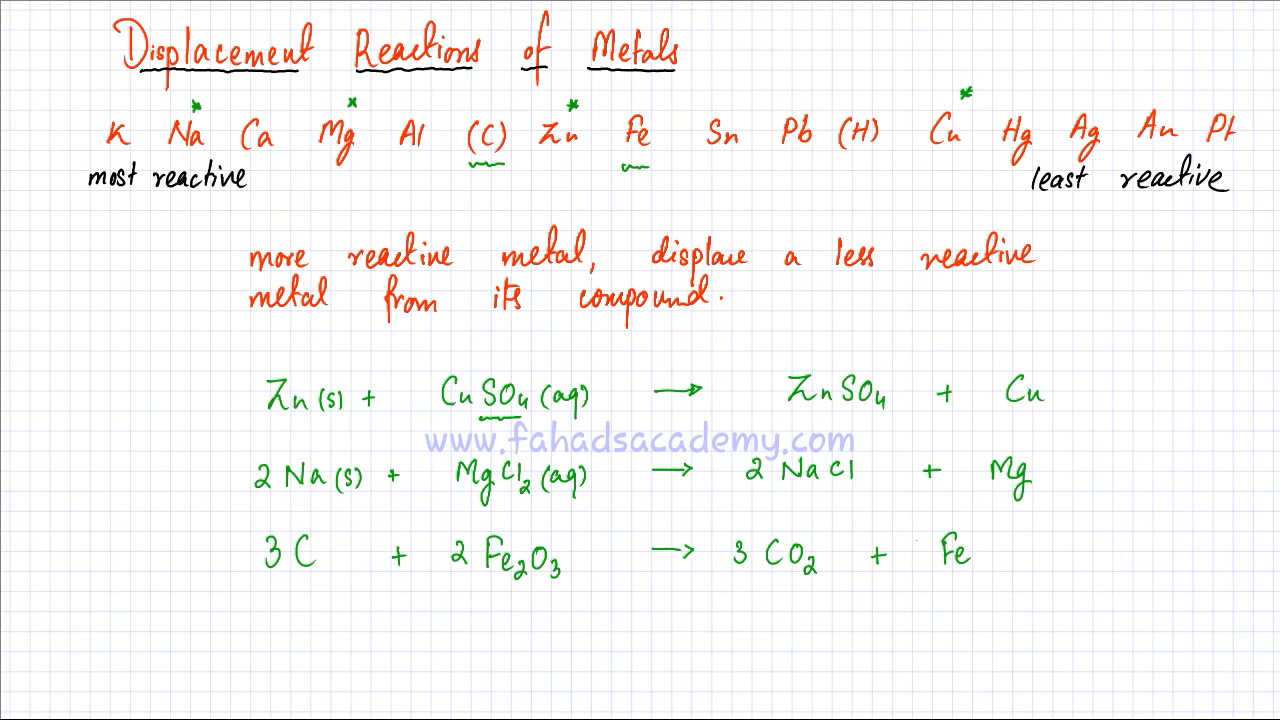 Displacement Reactions of Metals
K Na Ca Mg Al (C) Zn Fe Sn Pb (H) Cu Hg Ag Au Pt
most reactive least reactive
more reactive metal, displace a less reactive
metal from its compound.
Zn (s) + CuSO₄ (aq) → ZnSO₄ + Cu
www.fahadsacademy.com
2 Na (s) + MgCl₂ (aq) → 2 NaCl + Mg
3 C + 2 Fe₂O₃ → 3 CO₂ + Fe